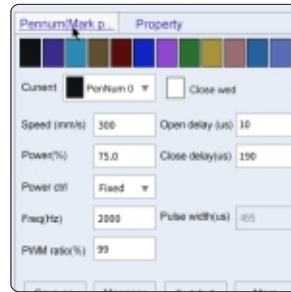 Pennum(Mark p... Property
Current PenNum 0 Close wed
Speed (mm/s) 300 Open delay (us) 10
Power(%) 75.0 Close delay(us) 190
Power ctrl Fixed
Freq(Hz) 2000 Pulse width(us) 495
PWM ratio(%) 99